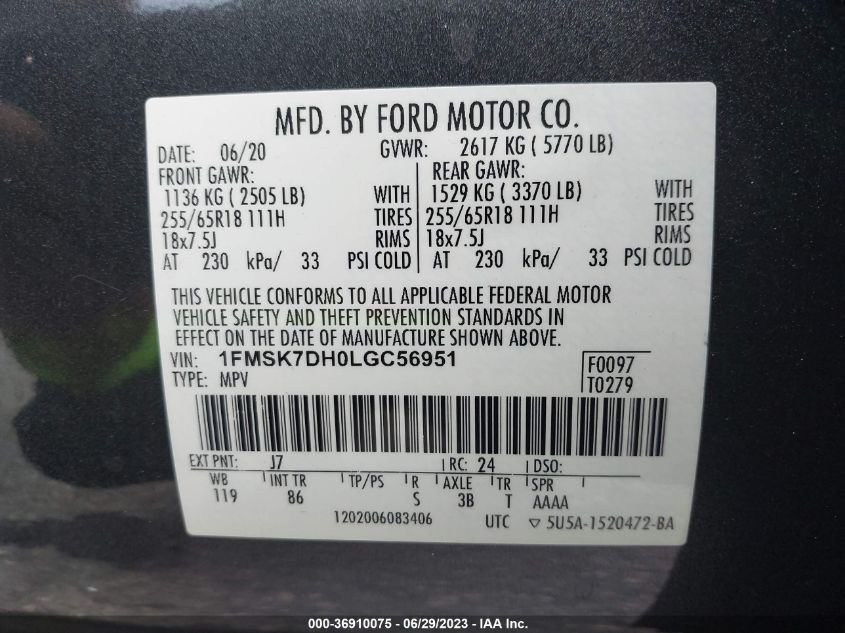 MFD. BY FORD MOTOR CO.
DATE: 06/20 GVWR: 2617 KG ( 5770 LB)
FRONT GAWR: REAR GAWR:
1136 KG ( 2505 LB) WITH 1529 KG ( 3370 LB) WITH
255/65R18 111H TIRES 255/65R18 111H TIRES
18x7.5J RIMS 18x7.5J RIMS
AT 230 kPa/ 33 PSI COLD AT 230 kPa/ 33 PSI COLD
THIS VEHICLE CONFORMS TO ALL APPLICABLE FEDERAL MOTOR
VEHICLE SAFETY AND THEFT PREVENTION STANDARDS IN
EFFECT ON THE DATE OF MANUFACTURE SHOWN ABOVE.
VIN: 1FMSK7DH0LGC56951 F0097
TYPE: MPV T0279
EXT PNT: J7 RC: 24 DSO:
WB INT TR TP/PS R AXLE TR SPR
119 86 S 3B T AAAA
1202006083406 UTC ▽ 5U5A-1520472-BA
000-36910075 - 06/29/2023 - IAA Inc.